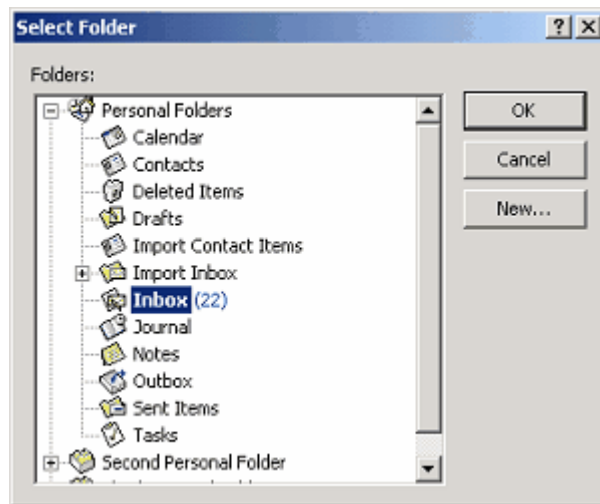 Select Folder
Folders:
Personal Folders
Calendar
Contacts
Deleted Items
Drafts
Import Contact Items
Import Inbox
Inbox (22)
Journal
Notes
Outbox
Sent Items
Tasks
Second Personal Folder
OK
Cancel
New...